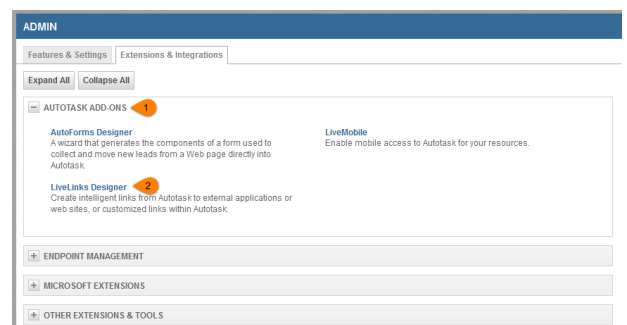 ADMIN
Features & Settings Extensions & Integrations
Expand All Collapse All
AUTOTASK ADD-ONS 1
AutoForms Designer
A wizard that generates the components of a form used to
collect and move new leads from a Web page directly into
Autotask.
LiveMobile
Enable mobile access to Autotask for your resources.
LiveLinks Designer 2
Create intelligent links from Autotask to external applications or
web sites, or customized links within Autotask.
ENDPOINT MANAGEMENT
MICROSOFT EXTENSIONS
OTHER EXTENSIONS & TOOLS